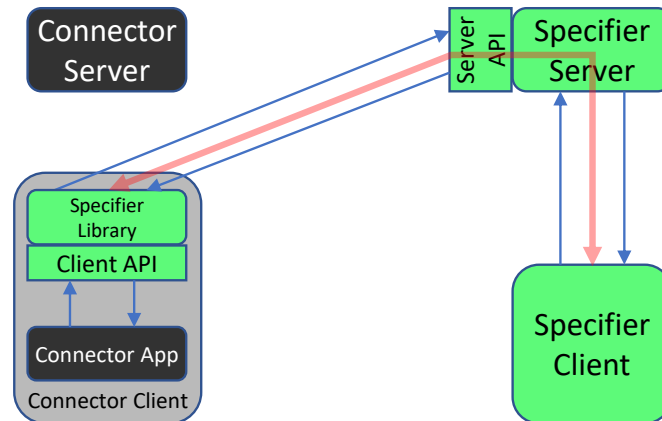 Connector
Server
Server
API
Specifier
Server
Specifier
Library
Client API
Connector App
Connector Client
Specifier
Client